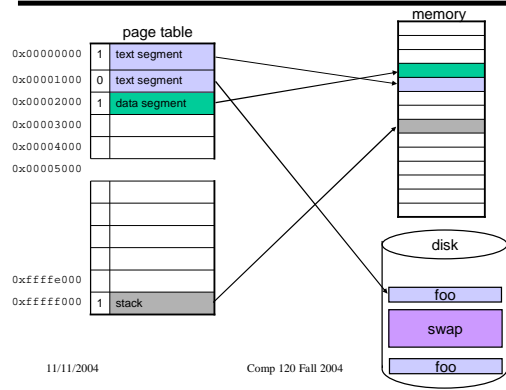 memory
page table
0x00000000 1 text segment
0x00001000 0 text segment
0x00002000 1 data segment
0x00003000
0x00004000
0x00005000
disk
0xffffe000
foo
0xfffff000 1 stack
swap
11/11/2004 Comp 120 Fall 2004
foo